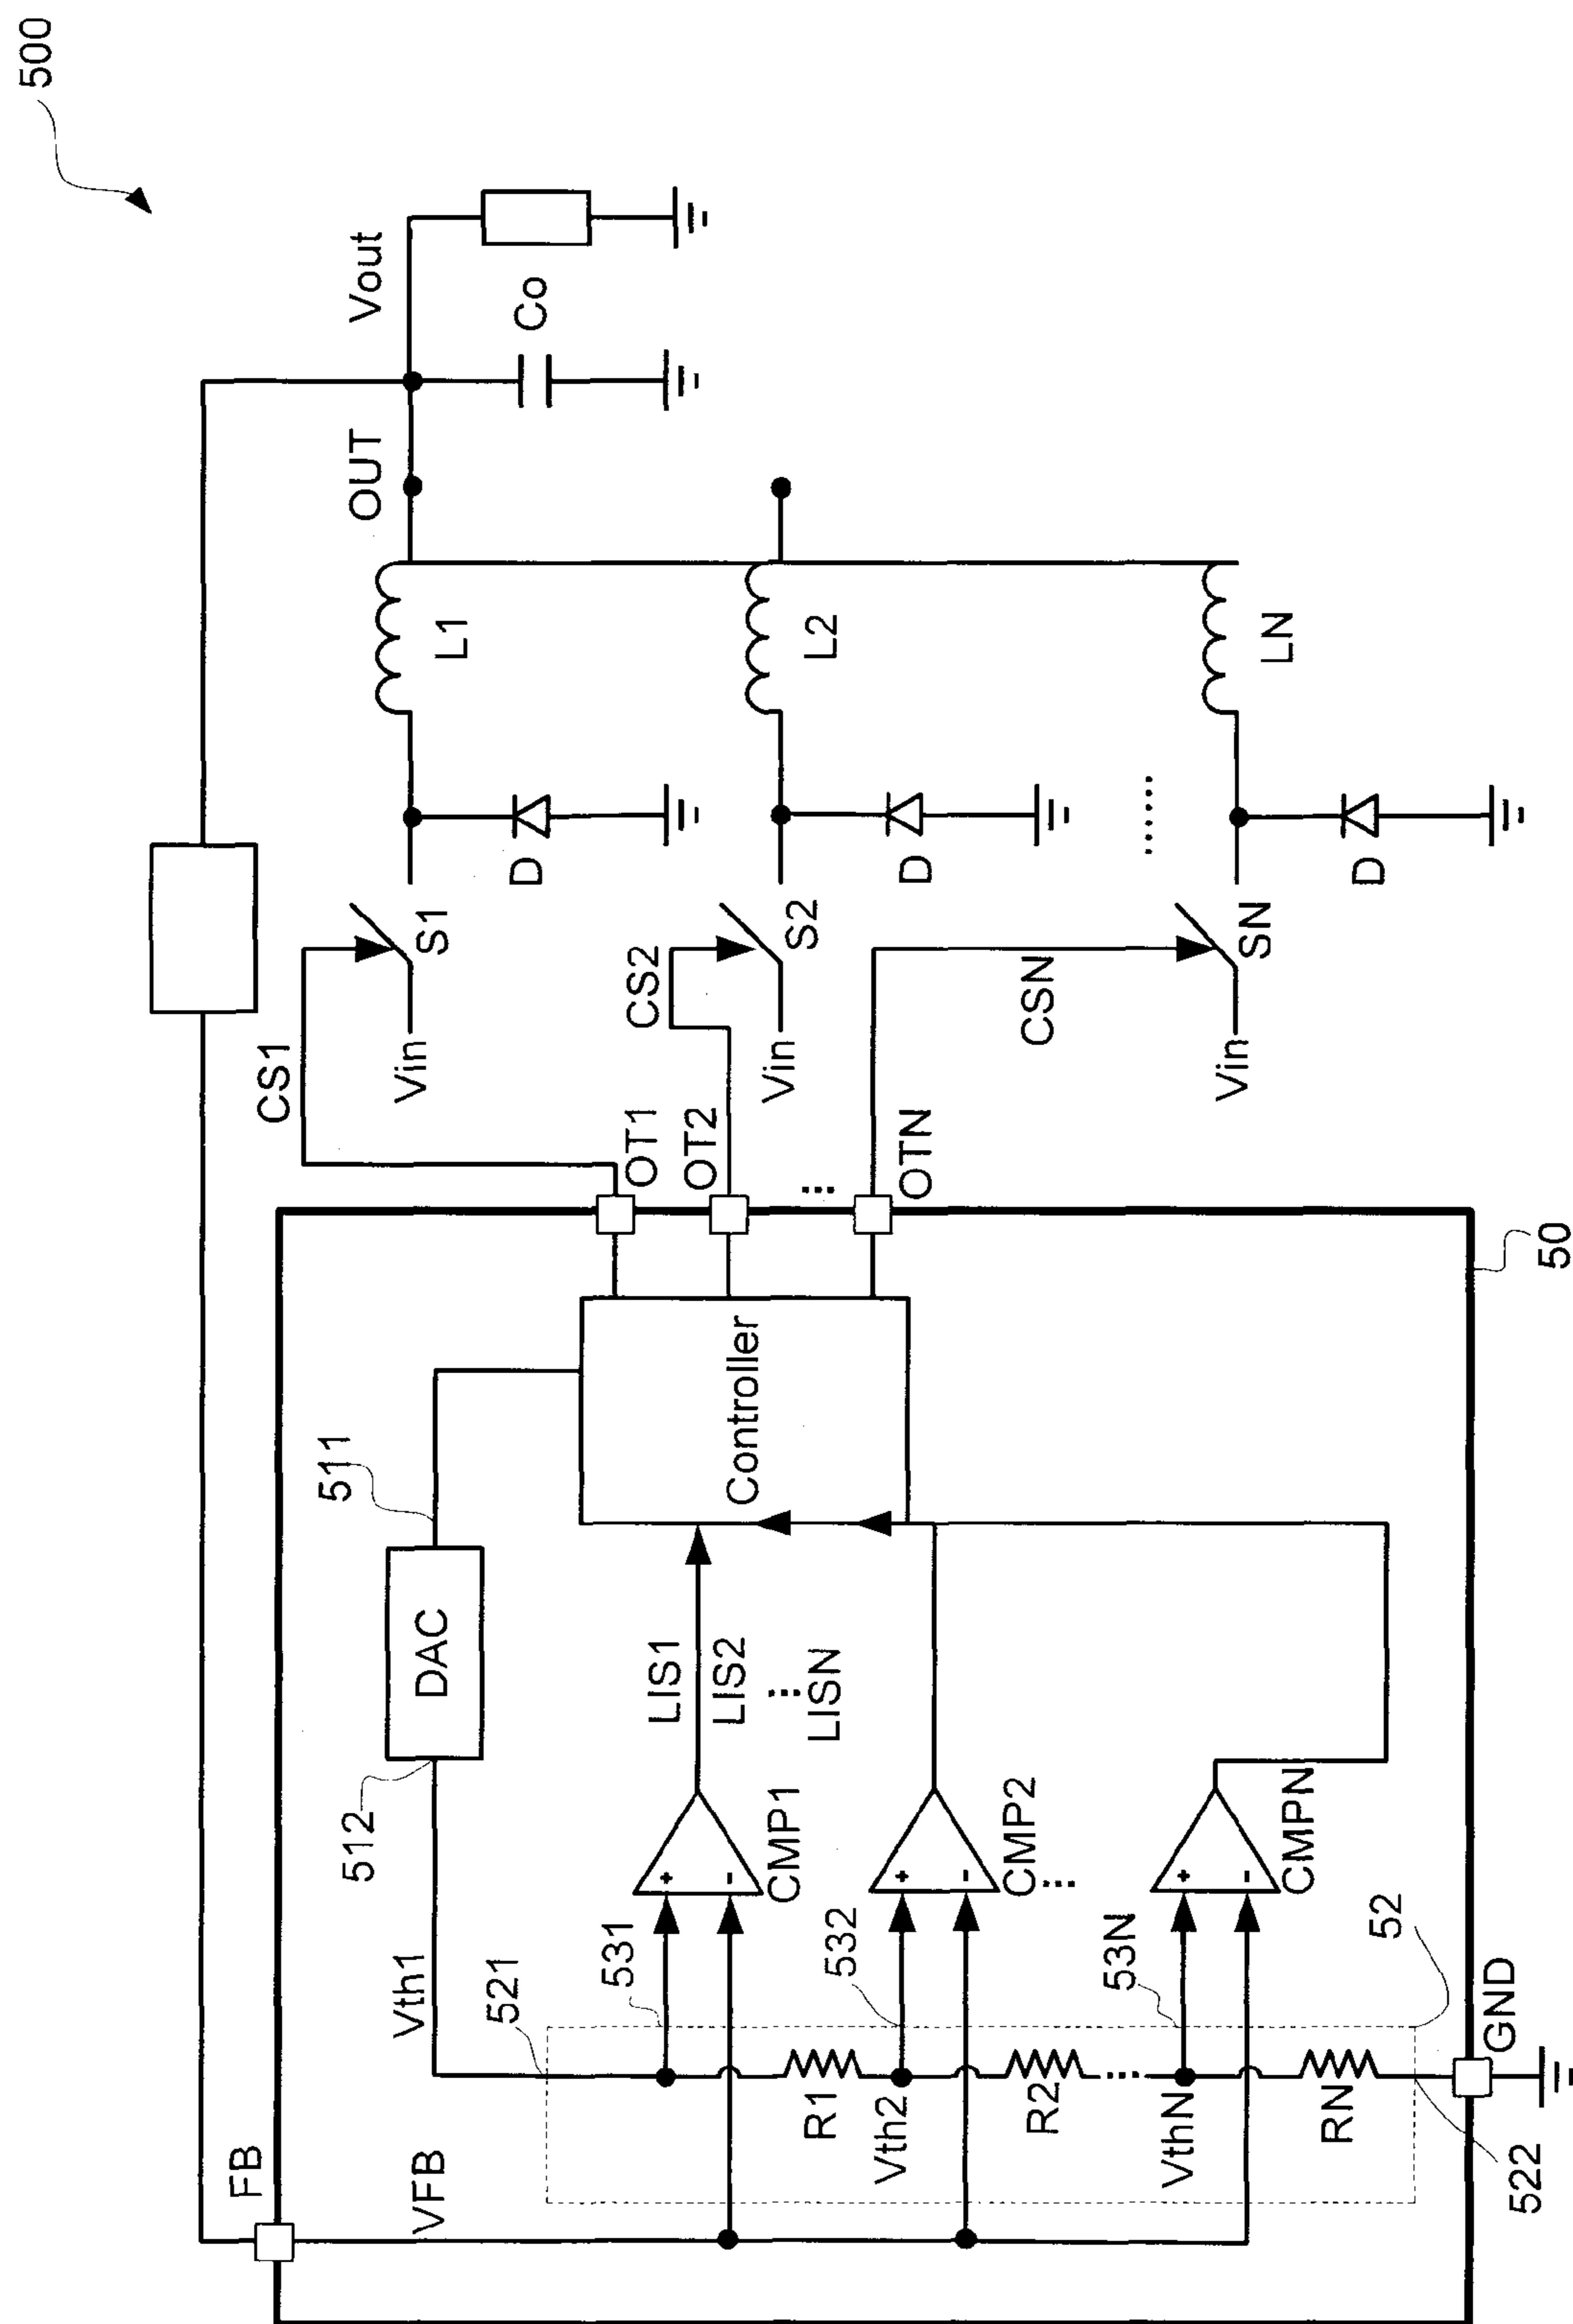 500
Vout
Co
OUT
L1
L2
LN
D
D
......
D
CS1
S1
Vin
CS2
S2
Vin
CSN
SN
Vin
OT1
OT2
...
OTN
50
511
Controller
DAC
512
LIS1
LIS2
...
LISN
+
-
CMP1
+
-
CMP2
...
+
-
CMPN
Vth1
521
531
532
53N
52
GND
R1
Vth2
R2
...
VthN
RN
522
FB
VFB